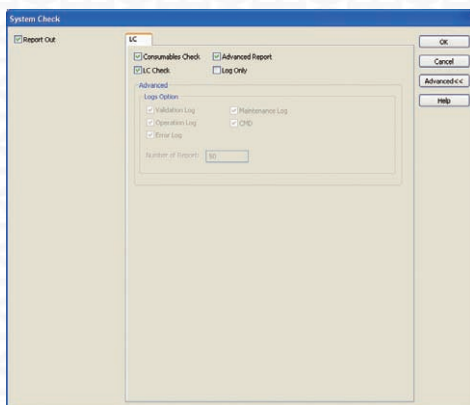 System Check
Report Out
LC
Consumables Check
Advanced Report
LC Check
Log Only
Advanced
Logs Option
Validation Log
Maintenance Log
Operation Log
CMD
Error Log
Number of Report:
50
OK
Cancel
Advanced<<
Help